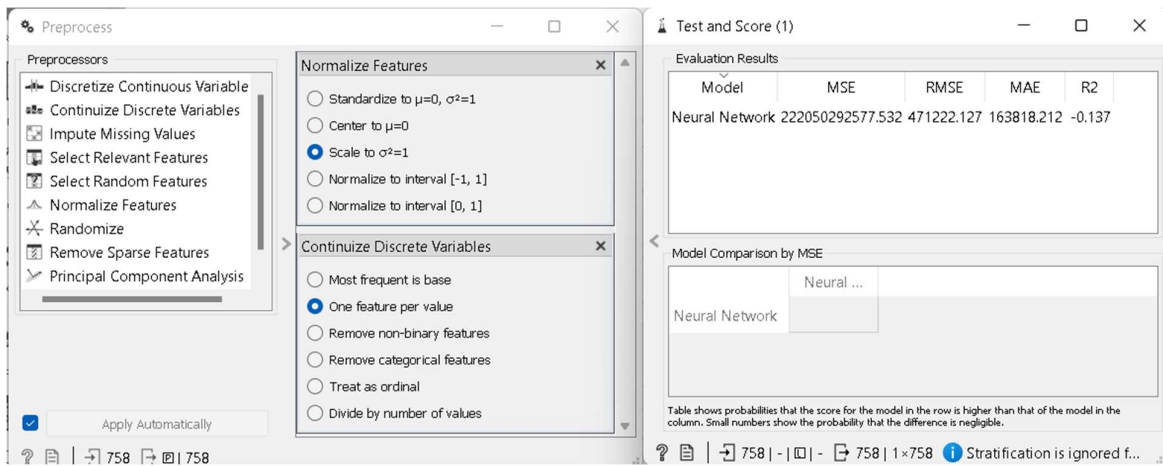 Preprocess
Preprocessors
Discretize Continuous Variable
Continuize Discrete Variables
Impute Missing Values
Select Relevant Features
Select Random Features
Normalize Features
Randomize
Remove Sparse Features
Principal Component Analysis
Apply Automatically
758 | 758
Normalize Features
Standardize to μ=0, σ²=1
Center to μ=0
Scale to σ²=1
Normalize to interval [-1, 1]
Normalize to interval [0, 1]
Continuize Discrete Variables
Most frequent is base
One feature per value
Remove non-binary features
Remove categorical features
Treat as ordinal
Divide by number of values
Test and Score (1)
Evaluation Results
Model MSE RMSE MAE R2
Neural Network 222050292577.532 471222.127 163818.212 -0.137
Model Comparison by MSE
Neural ...
Neural Network
Table shows probabilities that the score for the model in the row is higher than that of the model in the
column. Small numbers show the probability that the difference is negligible.
758 | - | - 758 | 1×758 Stratification is ignored f...